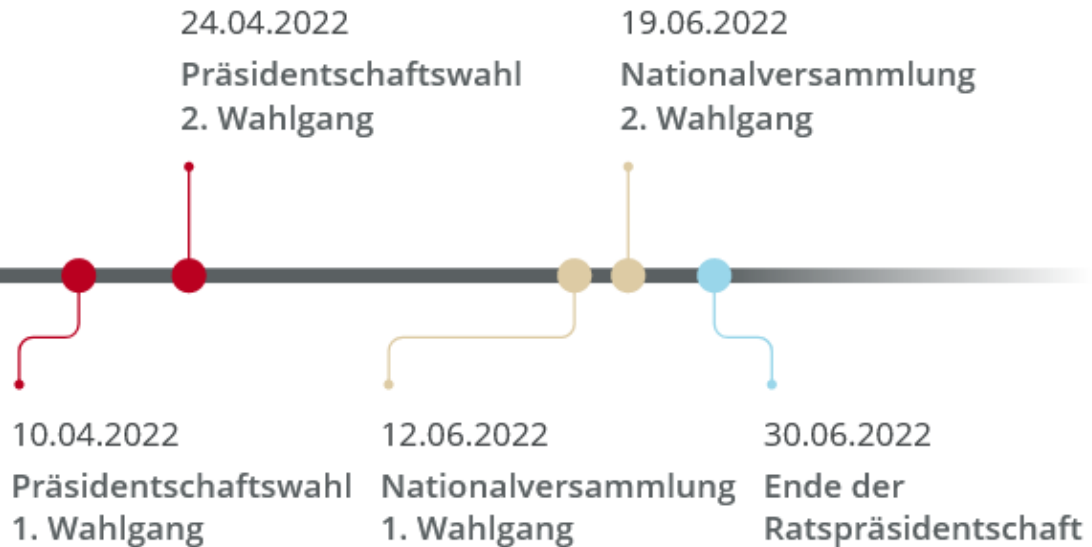 24.04.2022
Präsidentschaftswahl
2. Wahlgang
19.06.2022
Nationalversammlung
2. Wahlgang
10.04.2022
Präsidentschaftswahl
1. Wahlgang
12.06.2022
Nationalversammlung
1. Wahlgang
30.06.2022
Ende der
Ratspräsidentschaft